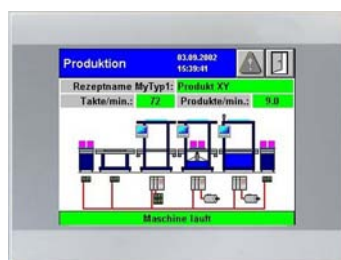 Produktion
03.09.2002
15:39:41
Rezeptname MyTyp1: Produkt XY
Takte/min.: 72 Produkte/min.: 9.0
Maschine läuft